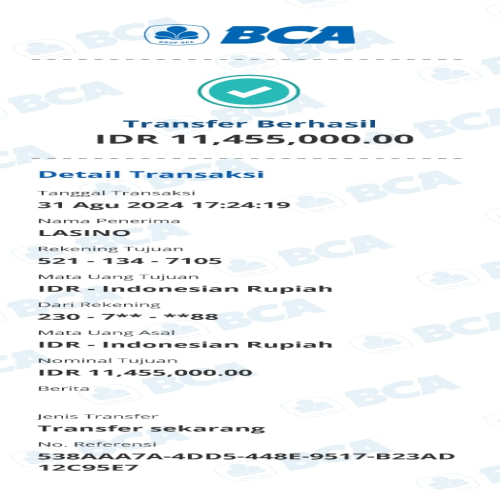 BCA
Transfer Berhasil
IDR 11,455,000.00
Detail Transaksi
Tanggal Transaksi
31 Agu 2024 17:24:19
Nama Penerima
LASINO
Rekening Tujuan
521 - 134 - 7105
Mata Uang Tujuan
IDR - Indonesian Rupiah
Dari Rekening
230 - 7** - **88
Mata Uang Asal
IDR - Indonesian Rupiah
Nominal Tujuan
IDR 11,455,000.00
Berita
Jenis Transfer
Transfer sekarang
No. Referensi
538AAA7A-4DD5-448E-9517-B23AD
12C95E7